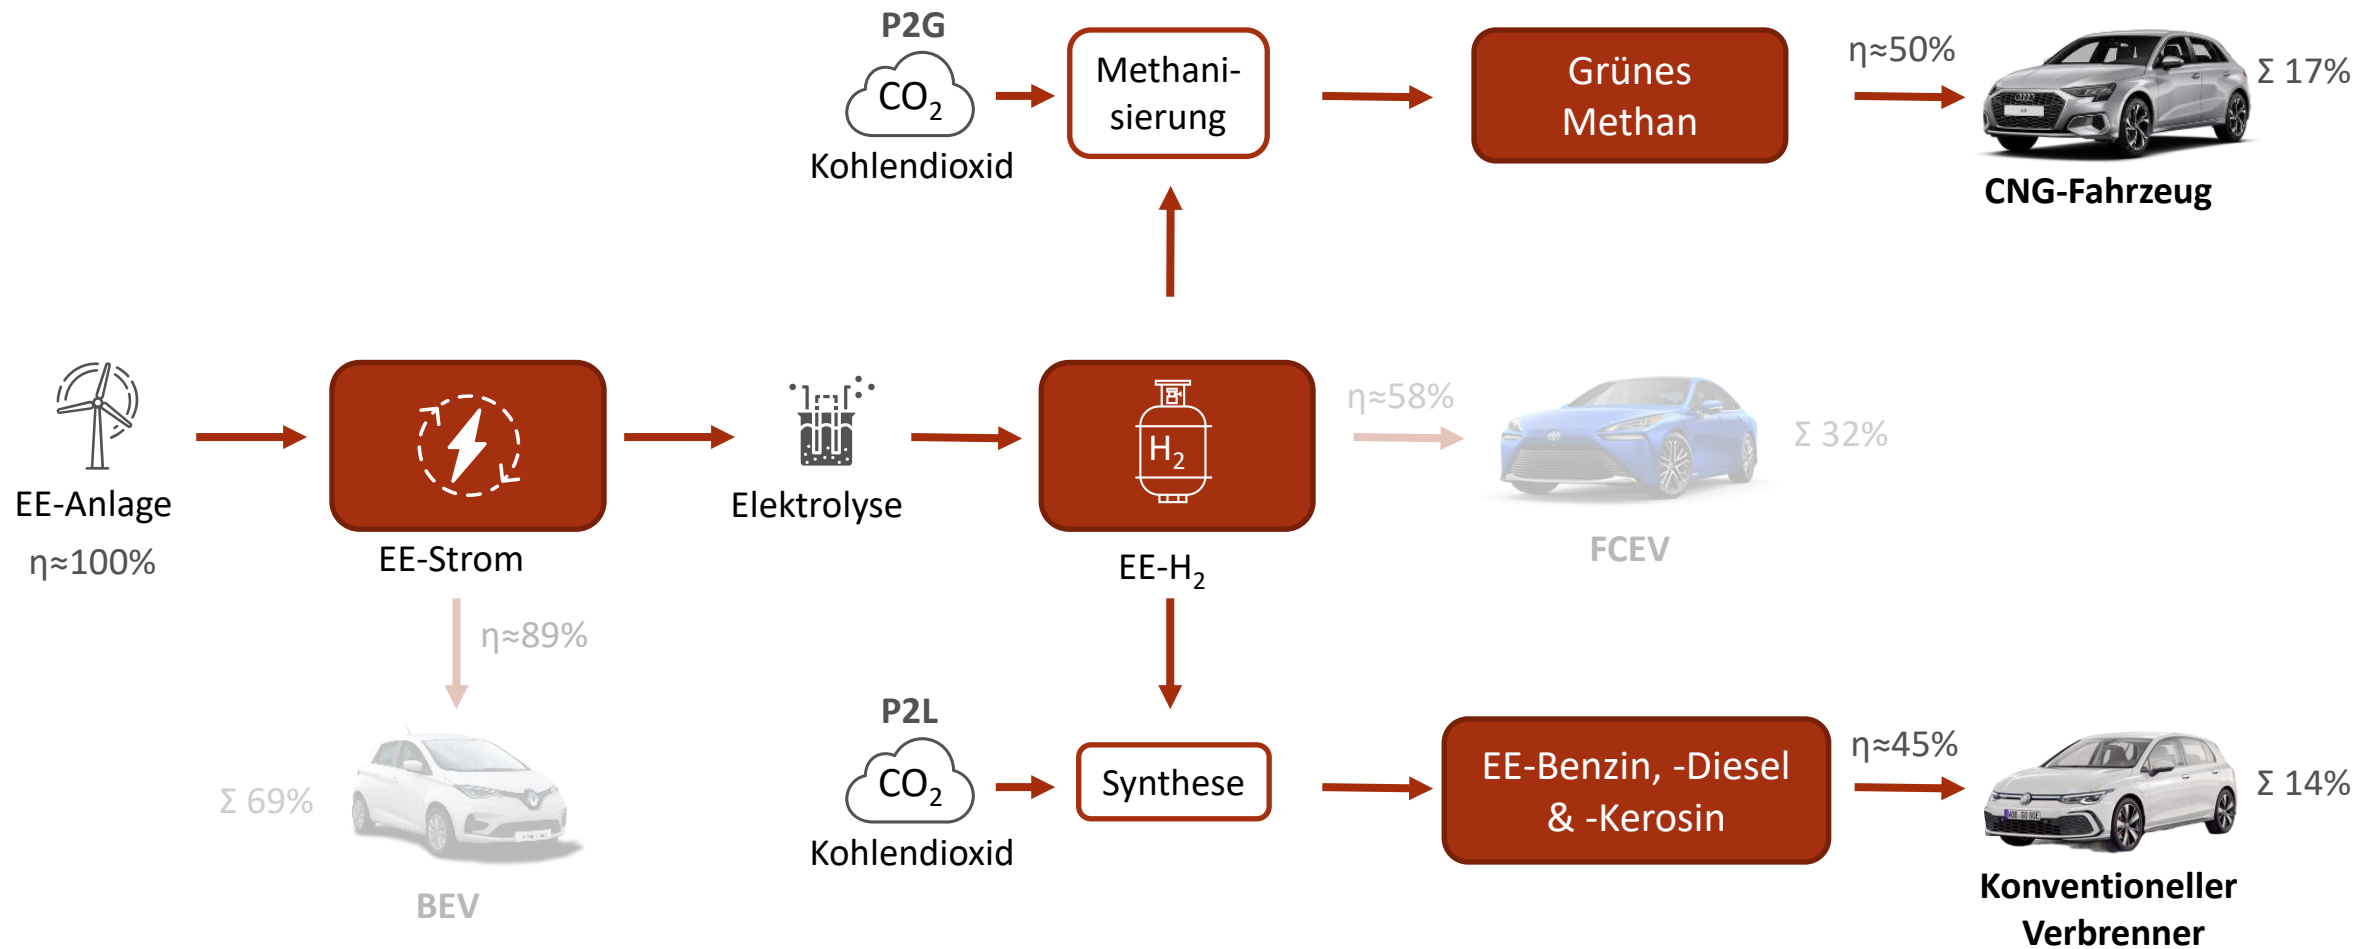 P2G
CO₂
Kohlendioxid
Methani-
sierung
Grünes
Methan
η≈50%
Σ 17%
CNG-Fahrzeug
EE-Anlage
η≈100%
EE-Strom
Elektrolyse
H₂
EE-H₂
η≈58%
Σ 32%
FCEV
η≈89%
Σ 69%
BEV
P2L
CO₂
Kohlendioxid
Synthese
EE-Benzin, -Diesel
& -Kerosin
η≈45%
Σ 14%
Konventioneller
Verbrenner